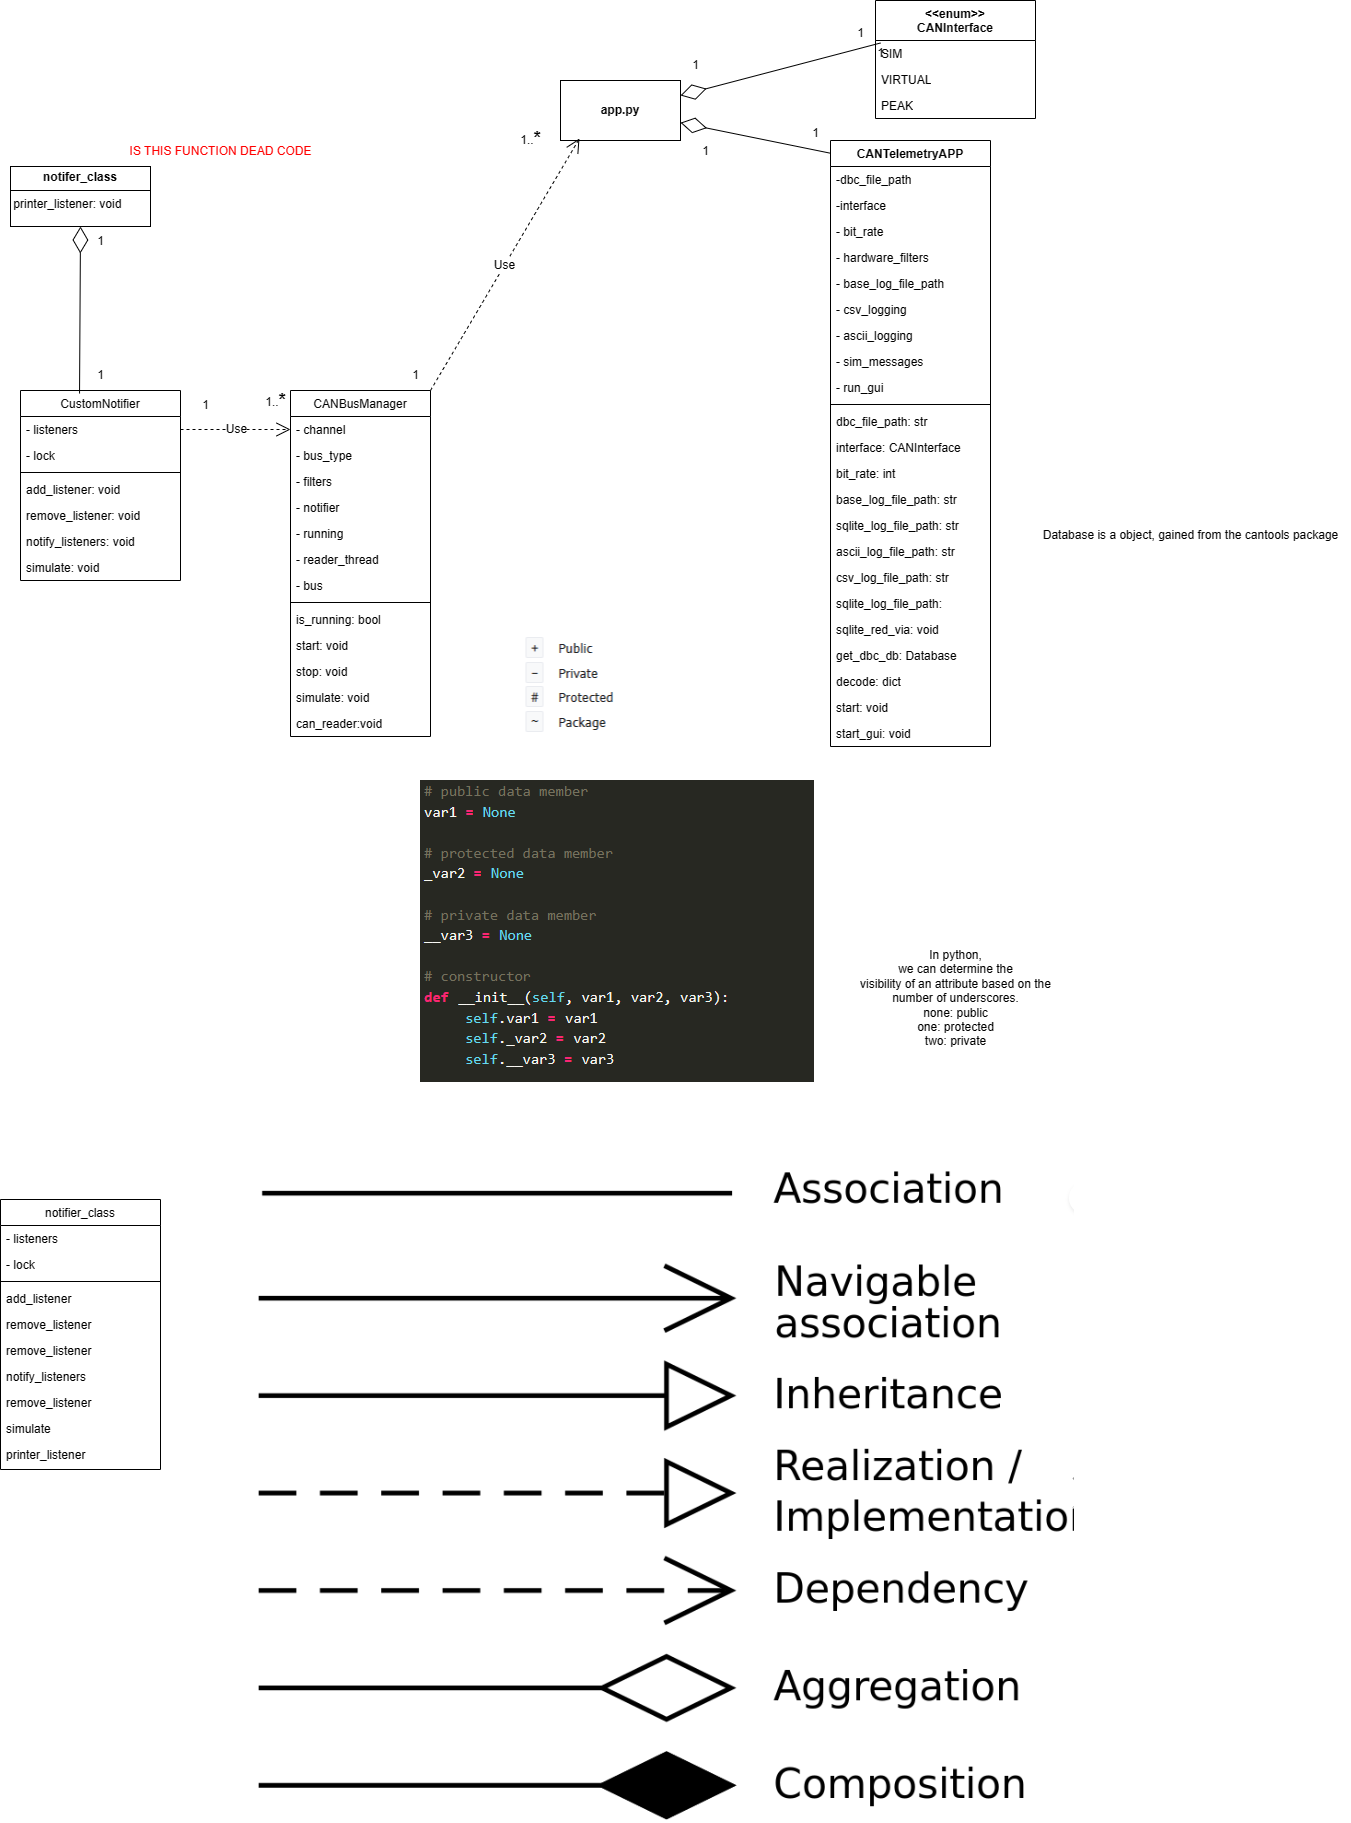 <<enum>>
CANInterface
SIM
VIRTUAL
PEAK
1
1
1
app.py
1
1
1..*
Use
1
CANTelemetryAPP
-dbc_file_path
-interface
- bit_rate
- hardware_filters
- base_log_file_path
- csv_logging
- ascii_logging
- sim_messages
- run_gui
dbc_file_path: str
interface: CANInterface
bit_rate: int
base_log_file_path: str
sqlite_log_file_path: str
ascii_log_file_path: str
csv_log_file_path: str
sqlite_log_file_path:
sqlite_red_via: void
get_dbc_db: Database
decode: dict
start: void
start_gui: void
Database is a object, gained from the cantools package
IS THIS FUNCTION DEAD CODE
notifer_class
printer_listener: void
1
1
CustomNotifier
- listeners
- lock
add_listener: void
remove_listener: void
notify_listeners: void
simulate: void
1
Use
1..*
CANBusManager
- channel
- bus_type
- filters
- notifier
- running
- reader_thread
- bus
is_running: bool
start: void
stop: void
simulate: void
can_reader:void
+ Public
− Private
# Protected
~ Package
# public data member
var1 = None
# protected data member
_var2 = None
# private data member
__var3 = None
# constructor
def __init__(self, var1, var2, var3):
self.var1 = var1
self._var2 = var2
self.__var3 = var3
In python,
we can determine the
visibility of an attribute based on the
number of underscores.
none: public
one: protected
two: private
notifier_class
- listeners
- lock
add_listener
remove_listener
remove_listener
notify_listeners
remove_listener
simulate
printer_listener
Association
Navigable
association
Inheritance
Realization /
Implementation
Dependency
Aggregation
Composition